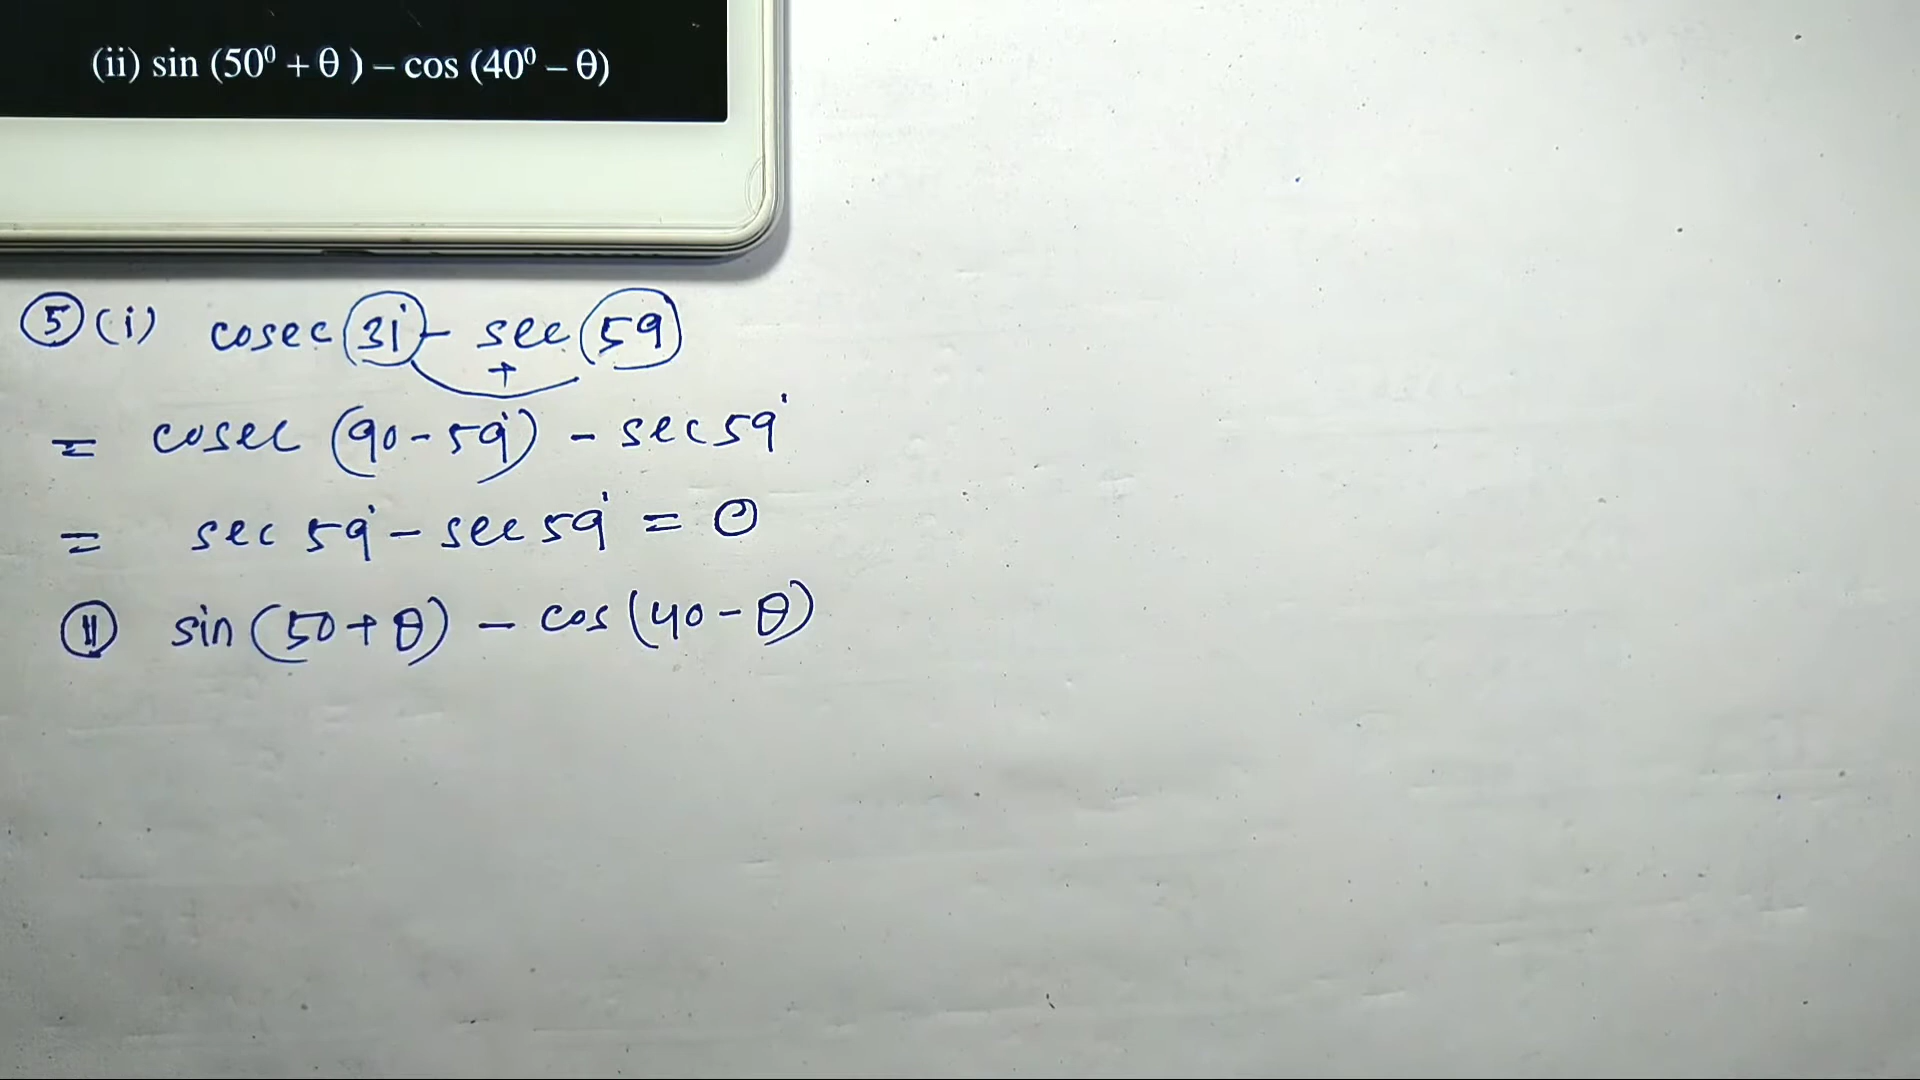 (ii) sin (50⁰ + θ ) – cos (40⁰ – θ)
⑤ (i) cosec 31° - sec 59
+
= cosec (90-59°) - sec 59°
= sec 59° - sec 59° = 0
(ii) sin (50+θ) - cos (40-θ)